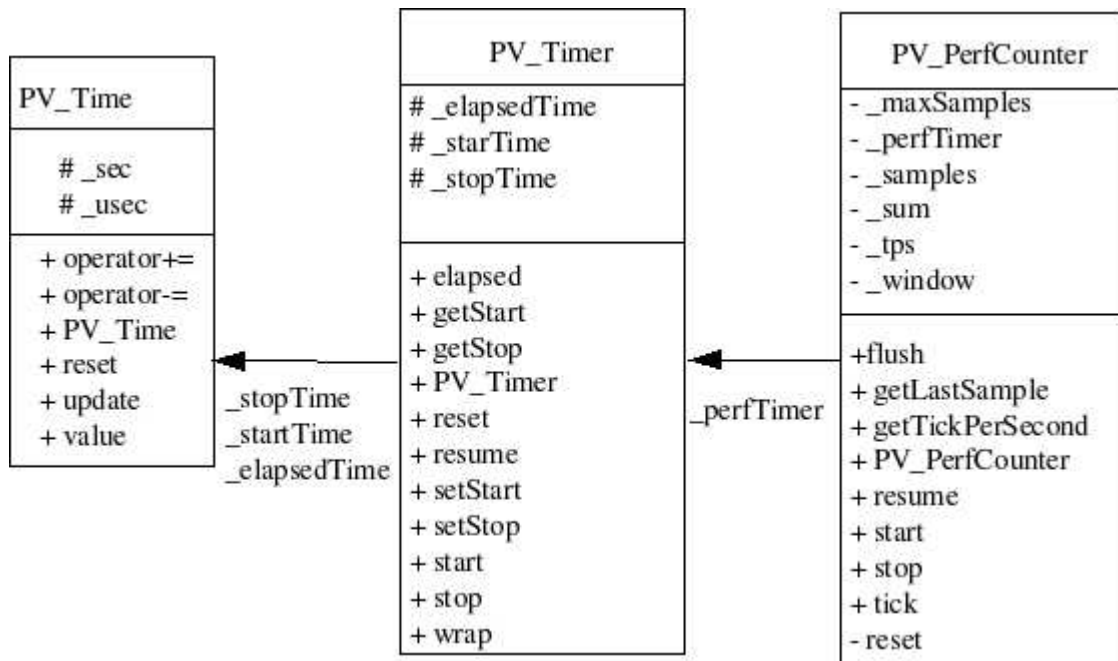 PV_Time
# _sec
# _usec
+ operator+=
+ operator-=
+ PV_Time
+ reset
+ update
+ value
_stopTime
_startTime
_elapsedTime
PV_Timer
# _elapsedTime
# _starTime
# _stopTime
+ elapsed
+ getStart
+ getStop
+ PV_Timer
+ reset
+ resume
+ setStart
+ setStop
+ start
+ stop
+ wrap
_perfTimer
PV_PerfCounter
- _maxSamples
- _perfTimer
- _samples
- _sum
- _tps
- _window
+flush
+ getLastSample
+ getTickPerSecond
+ PV_PerfCounter
+ resume
+ start
+ stop
+ tick
- reset